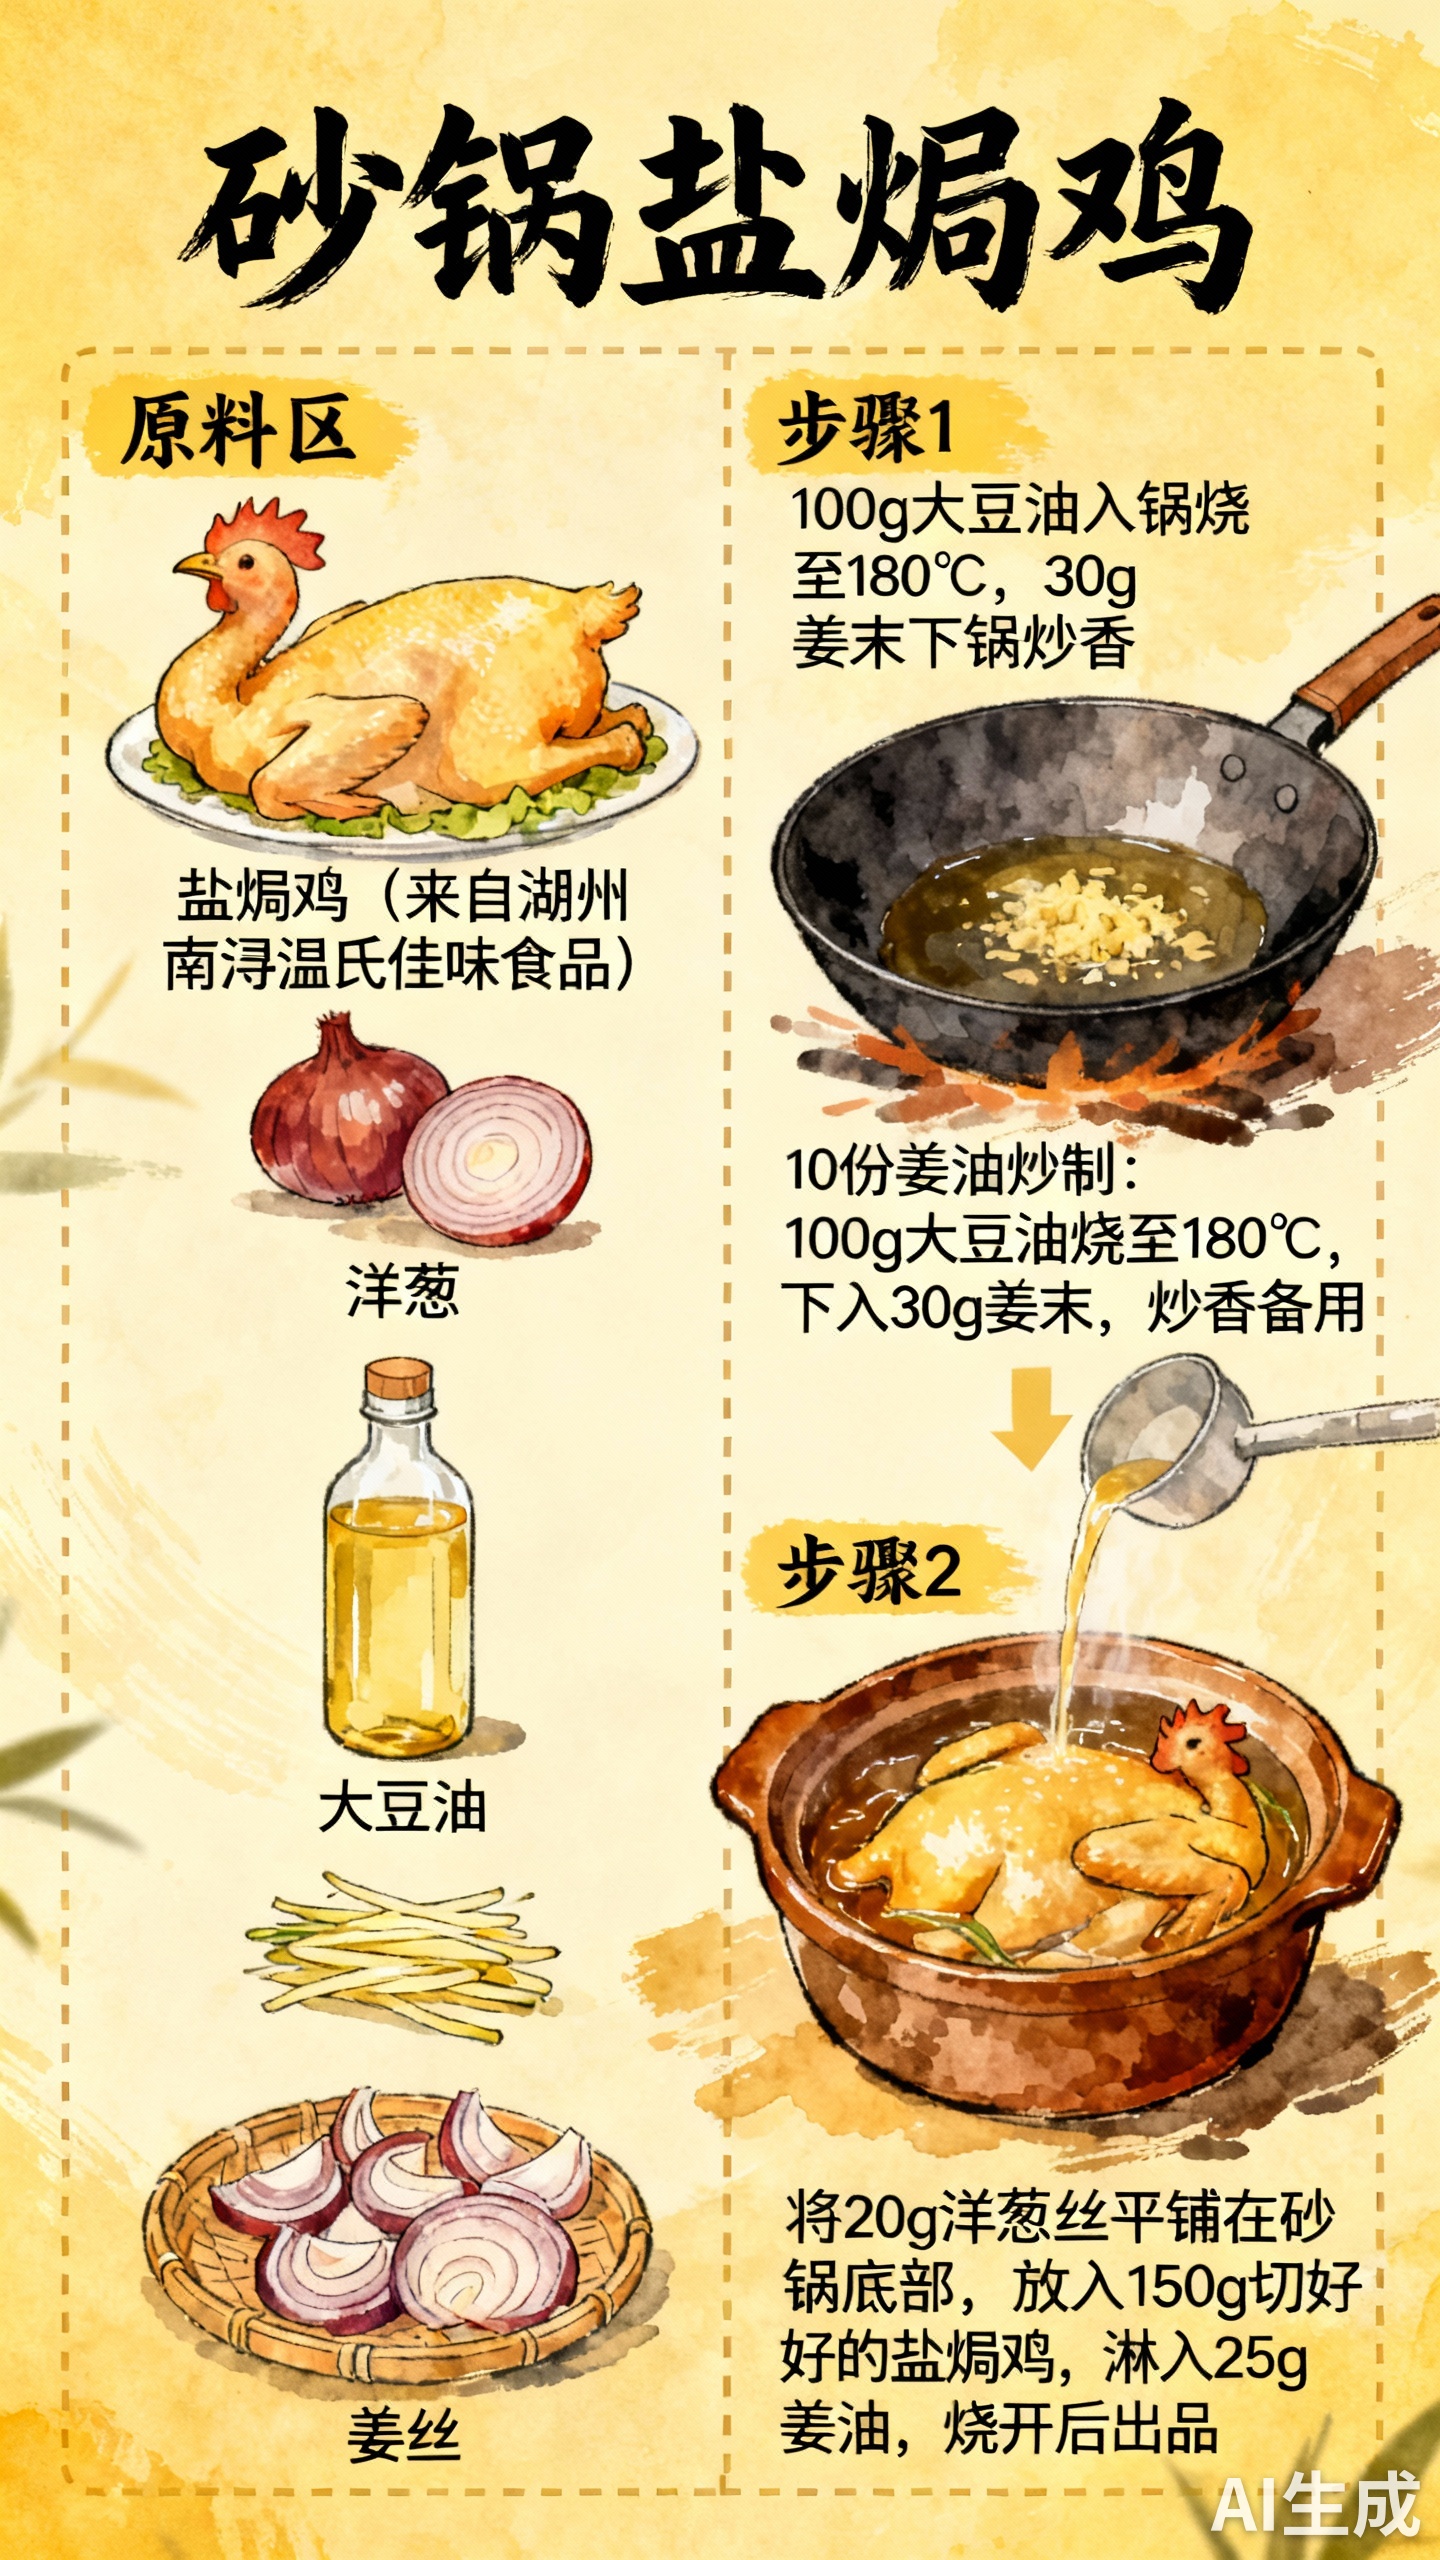 砂锅盐焗鸡
原料区
盐焗鸡（来自湖州
南浔温氏佳味食品）
洋葱
大豆油
姜丝
步骤1
100g大豆油入锅烧
至180℃，30g
姜末下锅炒香
10份姜油炒制：
100g大豆油烧至180℃，
下入30g姜末，炒香备用
步骤2
将20g洋葱丝平铺在砂
锅底部，放入150g切好
好的盐焗鸡，淋入25g
姜油，烧开后出品
AI生成